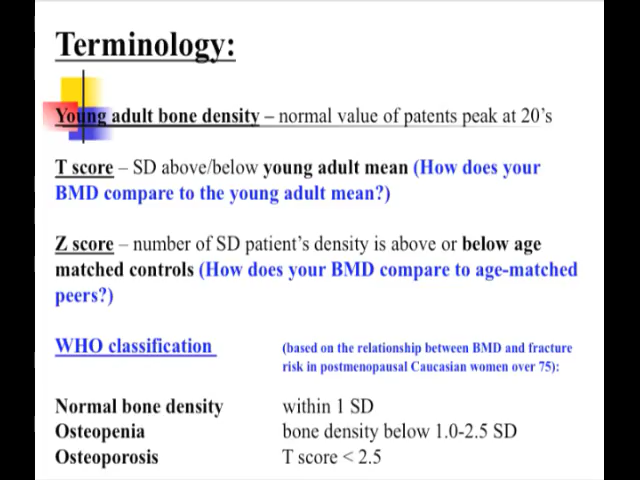 Terminology:
Young adult bone density – normal value of patents peak at 20's
T score – SD above/below young adult mean (How does your
BMD compare to the young adult mean?)
Z score – number of SD patient's density is above or below age
matched controls (How does your BMD compare to age-matched
peers?)
WHO classification (based on the relationship between BMD and fracture
risk in postmenopausal Caucasian women over 75):
Normal bone density within 1 SD
Osteopenia bone density below 1.0-2.5 SD
Osteoporosis T score < 2.5